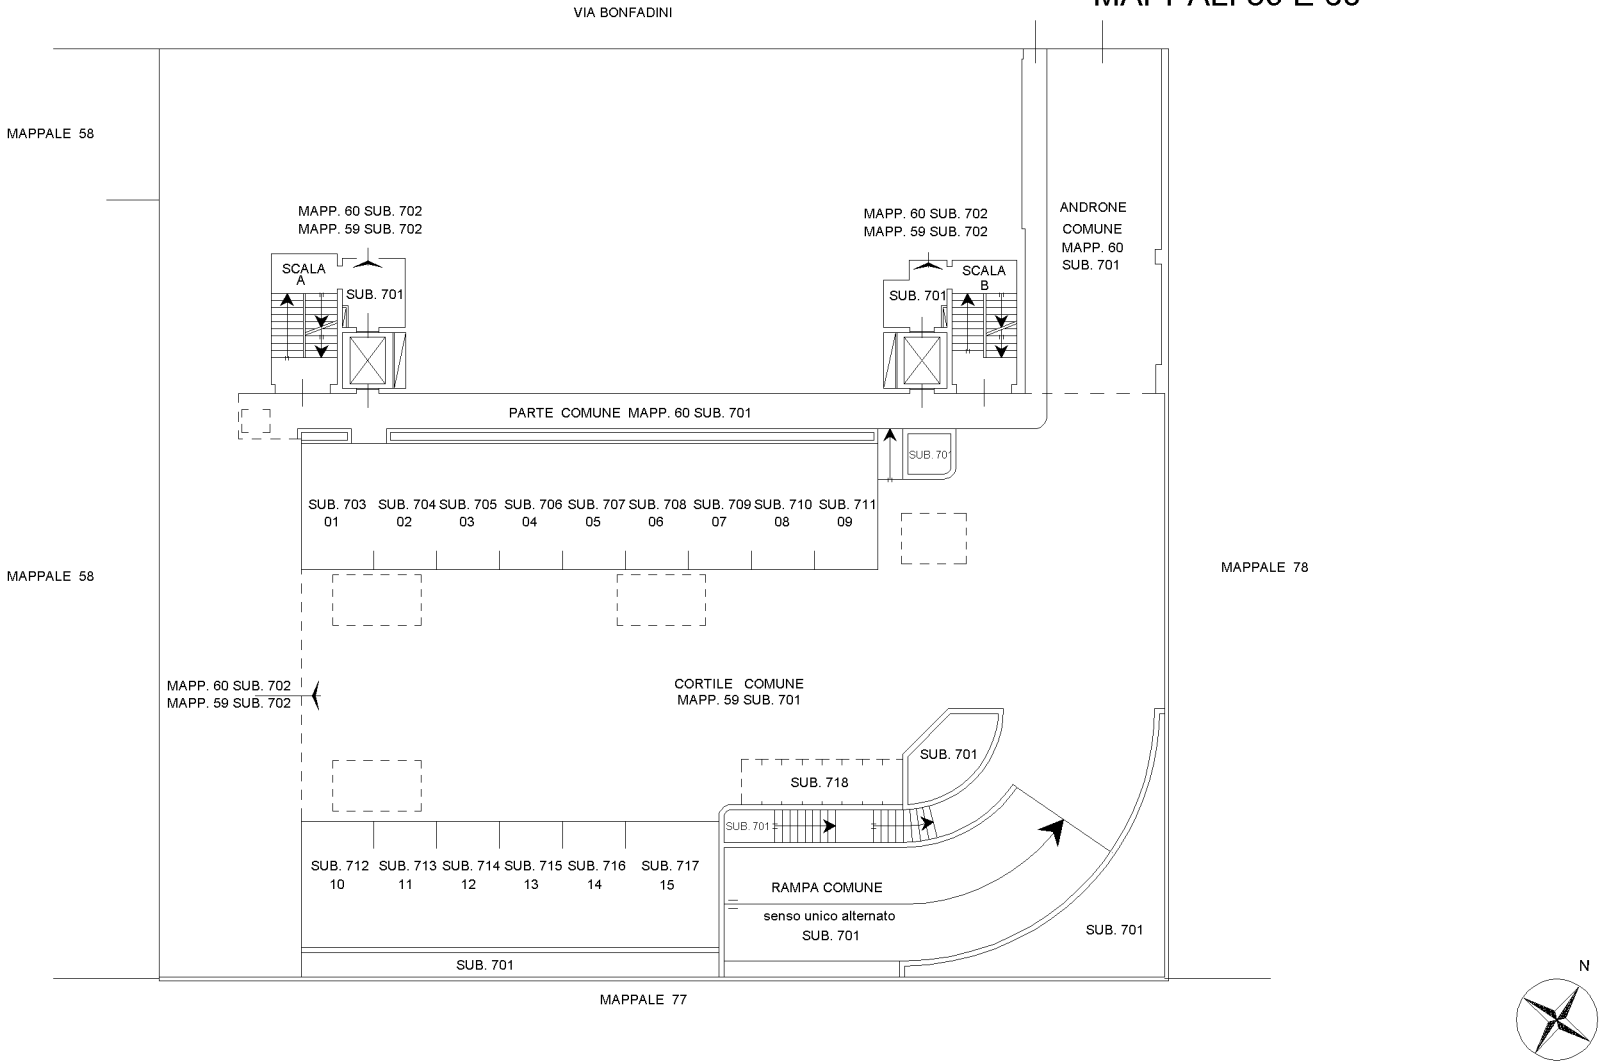 VIA BONFADINI
MAPPALE 58
MAPP. 60 SUB. 702
MAPP. 59 SUB. 702
MAPP. 60 SUB. 702
MAPP. 59 SUB. 702
ANDRONE
COMUNE
MAPP. 60
SUB. 701
SCALA
A
SUB. 701
SUB. 701
SCALA
B
PARTE COMUNE MAPP. 60 SUB. 701
SUB. 701
SUB. 703
01
SUB. 704
02
SUB. 705
03
SUB. 706
04
SUB. 707
05
SUB. 708
06
SUB. 709
07
SUB. 710
08
SUB. 711
09
MAPPALE 58
MAPPALE 78
MAPP. 60 SUB. 702
MAPP. 59 SUB. 702
CORTILE COMUNE
MAPP. 59 SUB. 701
SUB. 701
SUB. 718
SUB. 701
SUB. 712
10
SUB. 713
11
SUB. 714
12
SUB. 715
13
SUB. 716
14
SUB. 717
15
RAMPA COMUNE
senso unico alternato
SUB. 701
SUB. 701
SUB. 701
MAPPALE 77
N